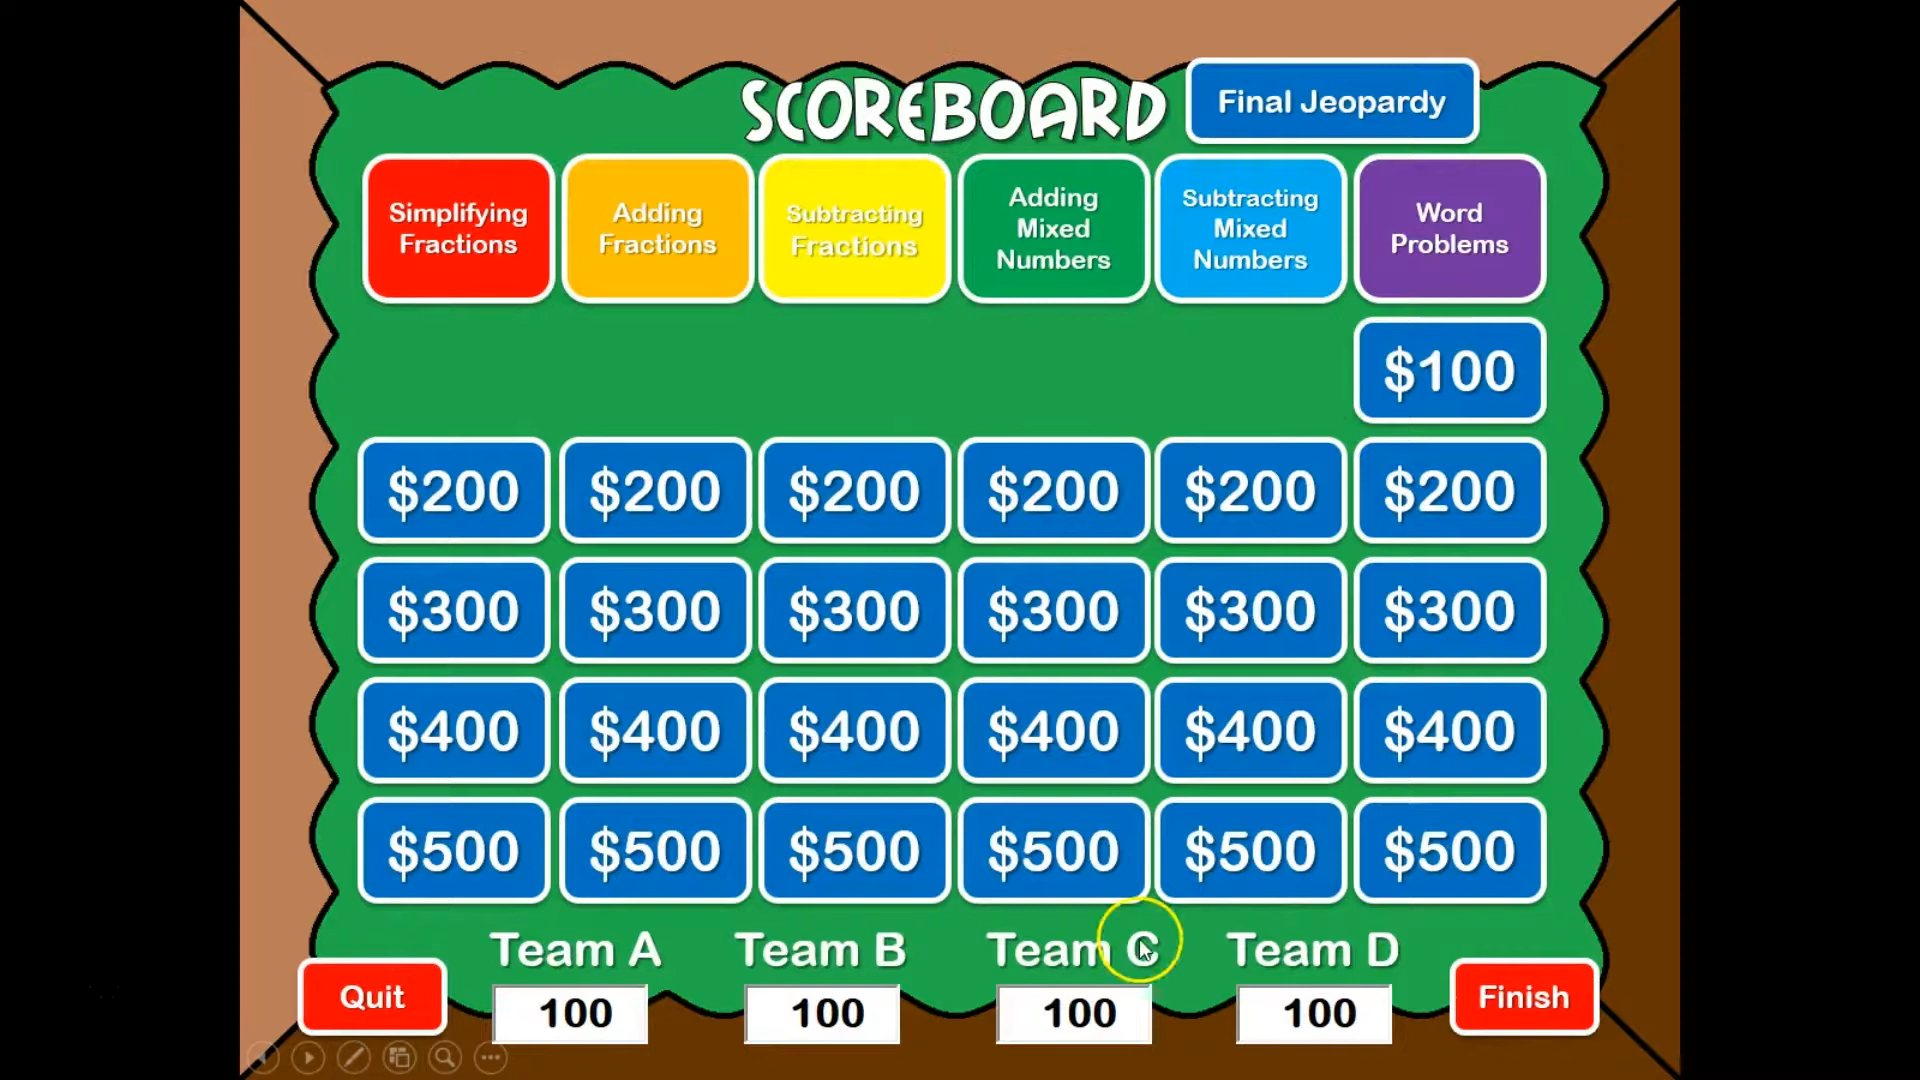 SCOREBOARD
Final Jeopardy
Simplifying
Fractions
Adding
Fractions
Subtracting
Fractions
Adding
Mixed
Numbers
Subtracting
Mixed
Numbers
Word
Problems
$100
$200 $200 $200 $200 $200 $200
$300 $300 $300 $300 $300 $300
$400 $400 $400 $400 $400 $400
$500 $500 $500 $500 $500 $500
Team A Team B Team C Team D
Quit 100 100 100 100 Finish